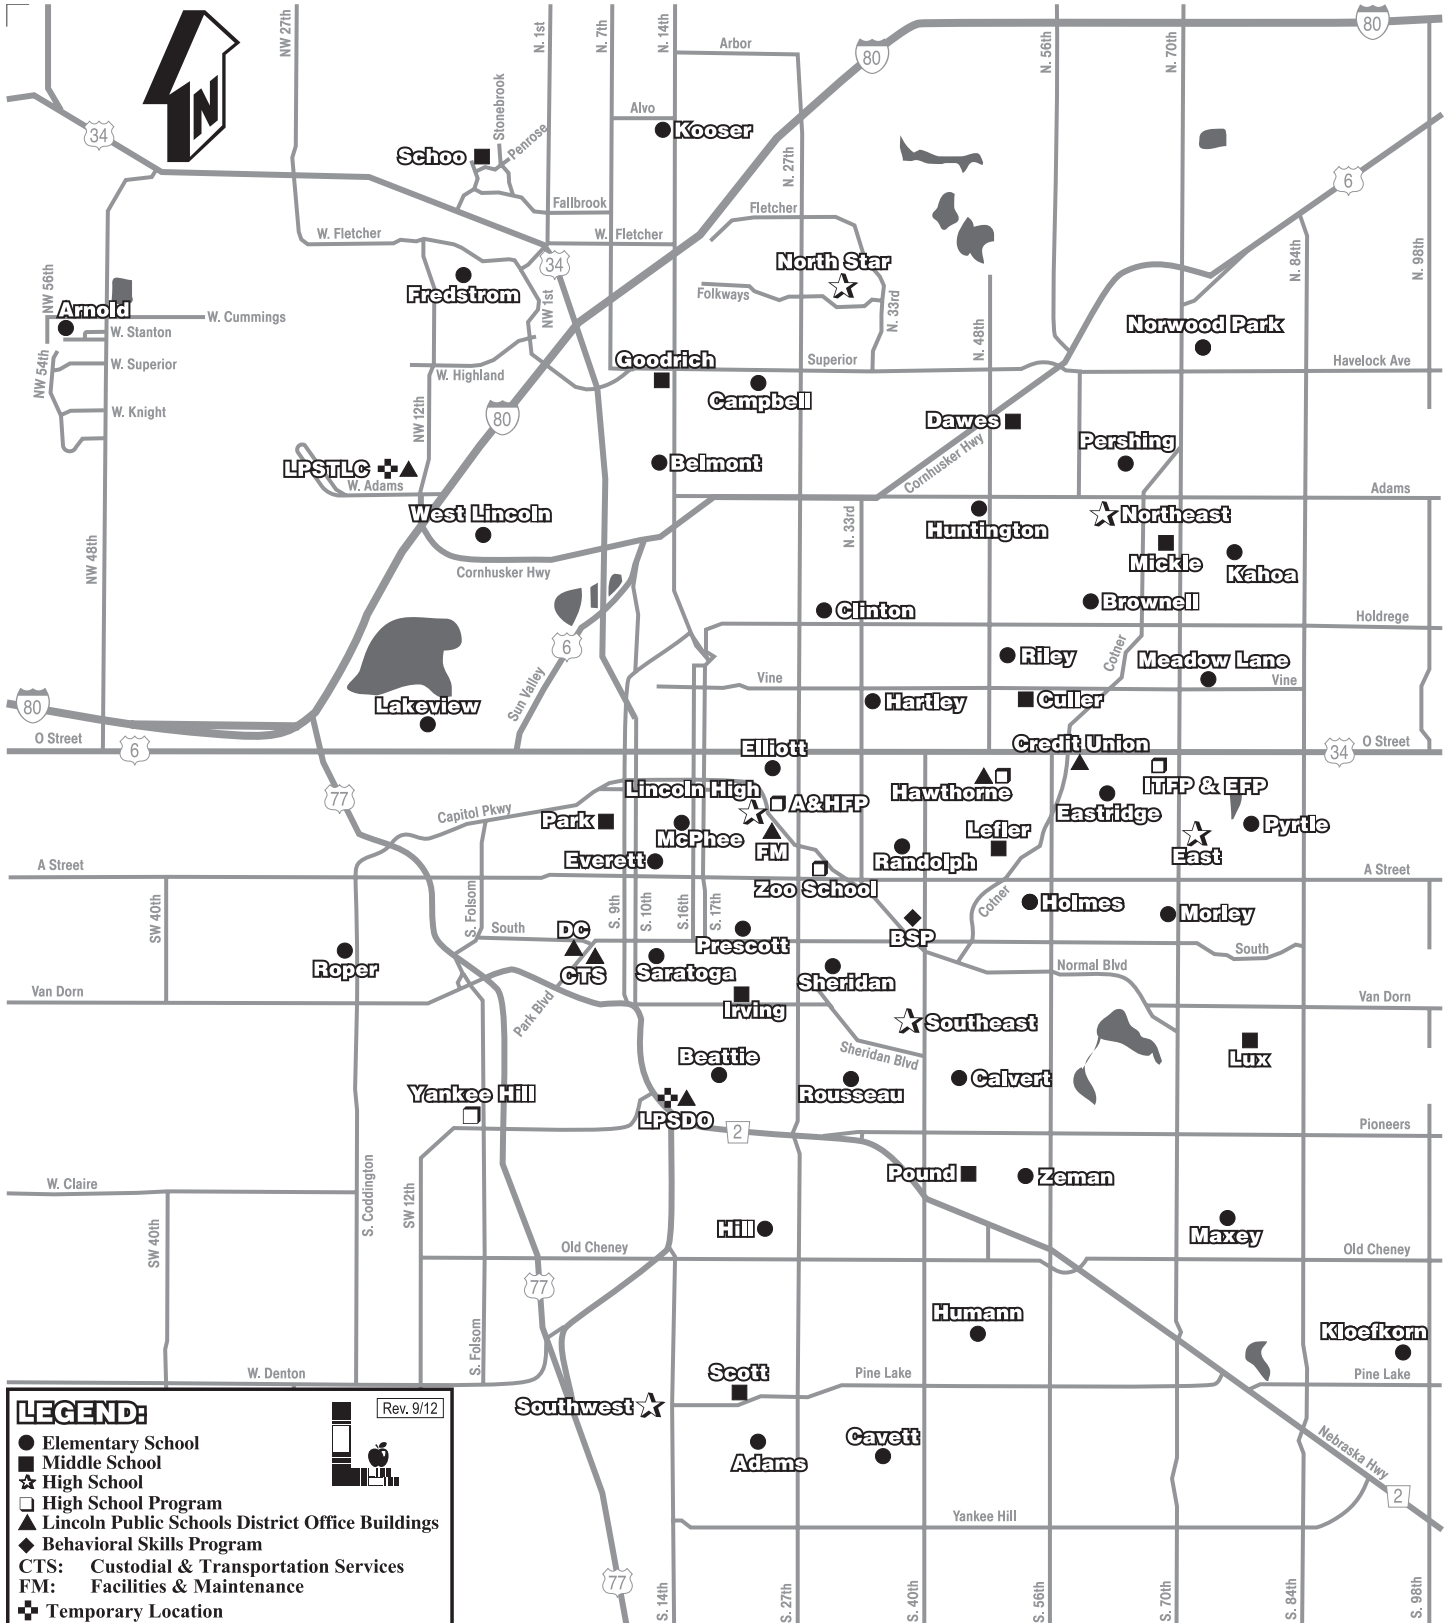 NW 27th
N. 1st
N. 7th
N. 14th
Arbor
80
N. 56th
N. 70th
80
34
N
Stonebrook
Penrose
Alvo
Kooser
Schoo
N. 27th
6
Fallbrook
Fletcher
W. Fletcher
W. Fletcher
N. 84th
N. 98th
NW 56th
34
North Star
Fredstrom
Folkways
N. 33rd
NW 1st
Arnold
W. Cummings
W. Stanton
N. 48th
Norwood Park
NW 54th
W. Superior
Goodrich
Superior
Havelock Ave
W. Highland
Campbell
W. Knight
NW 12th
80
Dawes
Cornhusker Hwy
Pershing
LPSTLC
W. Adams
Belmont
Adams
West Lincoln
N. 33rd
Huntington
Northeast
NW 48th
Cornhusker Hwy
Mickle
Kahoa
Clinton
Brownell
Holdrege
6
Riley
Cotner
Meadow Lane
Sun Valley
Vine
Vine
80
Lakeview
Hartley
Culler
O Street
6
Elliott
Credit Union
34
O Street
77
Capitol Pkwy
Lincoln High
A&HFP
Hawthorne
ITFP & EFP
Eastridge
Park
McPhee
FM
Lefler
Pyrtle
Everett
Randolph
East
A Street
Zoo School
A Street
SW 40th
S. Folsom
S. 9th
S. 10th
S.16th
S. 17th
Cotner
Holmes
Morley
South
DC
Prescott
BSP
South
Roper
CTS
Saratoga
Sheridan
Normal Blvd
Van Dorn
Park Blvd
Irving
Van Dorn
Southeast
Sheridan Blvd
Lux
Beattie
Rousseau
Calvert
Yankee Hill
LPSDO
2
Pioneers
W. Claire
S. Coddington
SW 12th
Pound
Zeman
SW 40th
Hill
Maxey
Old Cheney
Old Cheney
77
Humann
Kloefkorn
S. Folsom
W. Denton
Scott
Pine Lake
Pine Lake
Southwest
Adams
Cavett
Nebraska Hwy
2
Yankee Hill
77
S. 14th
S. 27th
S. 40th
S. 56th
S. 70th
S. 84th
S. 98th
LEGEND:
Rev. 9/12
Elementary School
Middle School
High School
High School Program
Lincoln Public Schools District Office Buildings
Behavioral Skills Program
CTS: Custodial & Transportation Services
FM: Facilities & Maintenance
Temporary Location